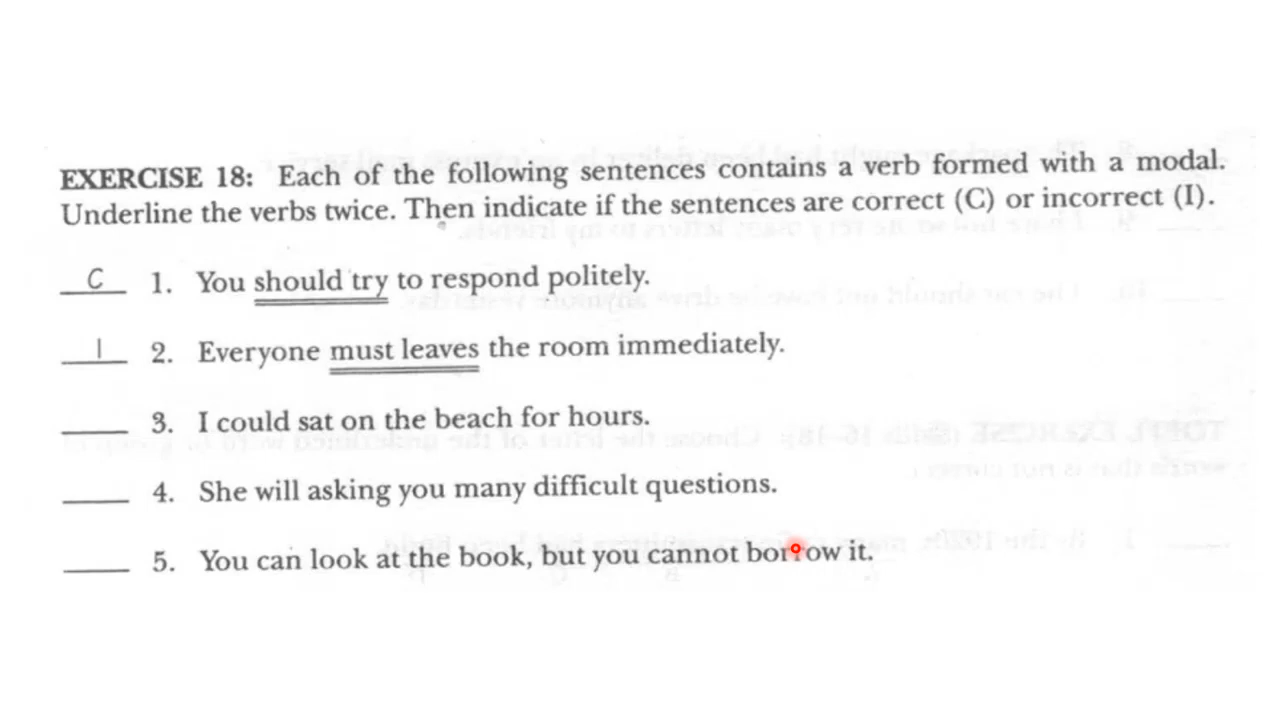 EXERCISE 18: Each of the following sentences contains a verb formed with a modal.
Underline the verbs twice. Then indicate if the sentences are correct (C) or incorrect (I).
C 1. You should try to respond politely.
I 2. Everyone must leaves the room immediately.
____ 3. I could sat on the beach for hours.
____ 4. She will asking you many difficult questions.
____ 5. You can look at the book, but you cannot borrow it.